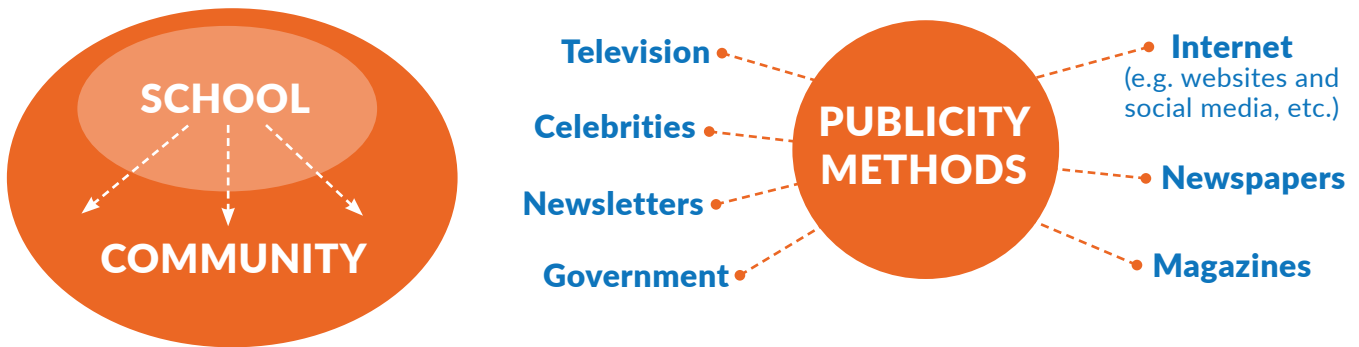 SCHOOL
COMMUNITY
Television
Celebrities
Newsletters
Government
PUBLICITY
METHODS
Internet
(e.g. websites and
social media, etc.)
Newspapers
Magazines